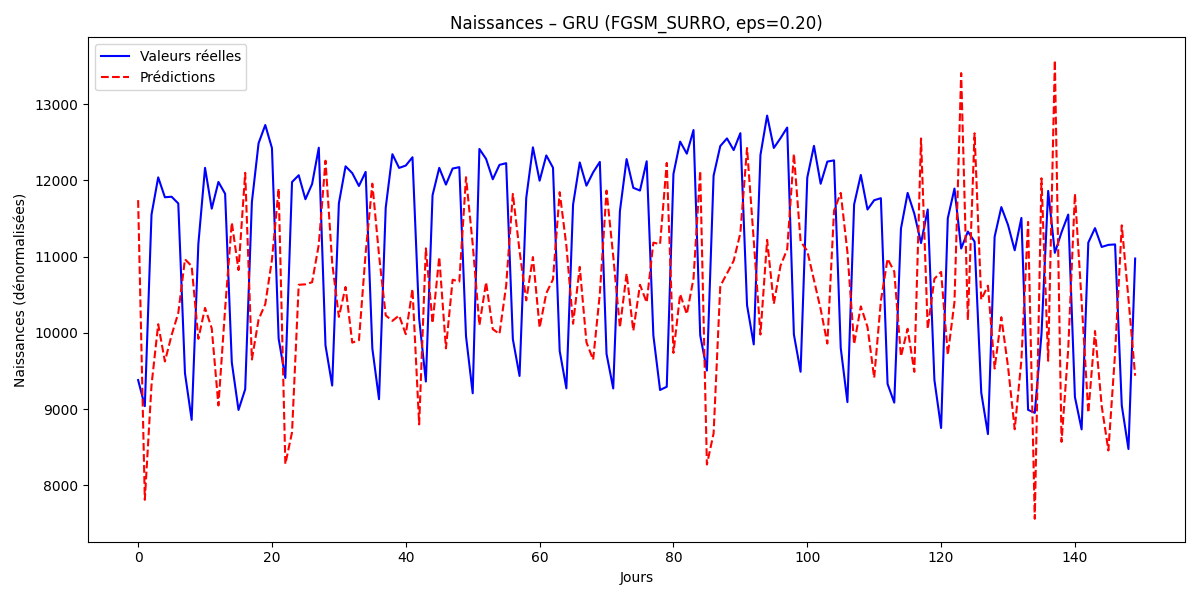 Naissances – GRU (FGSM_SURRO, eps=0.20)
Valeurs réelles
Prédictions
Naissances (dénormalisées)
13000
12000
11000
10000
9000
8000
0 20 40 60 80 100 120 140
Jours